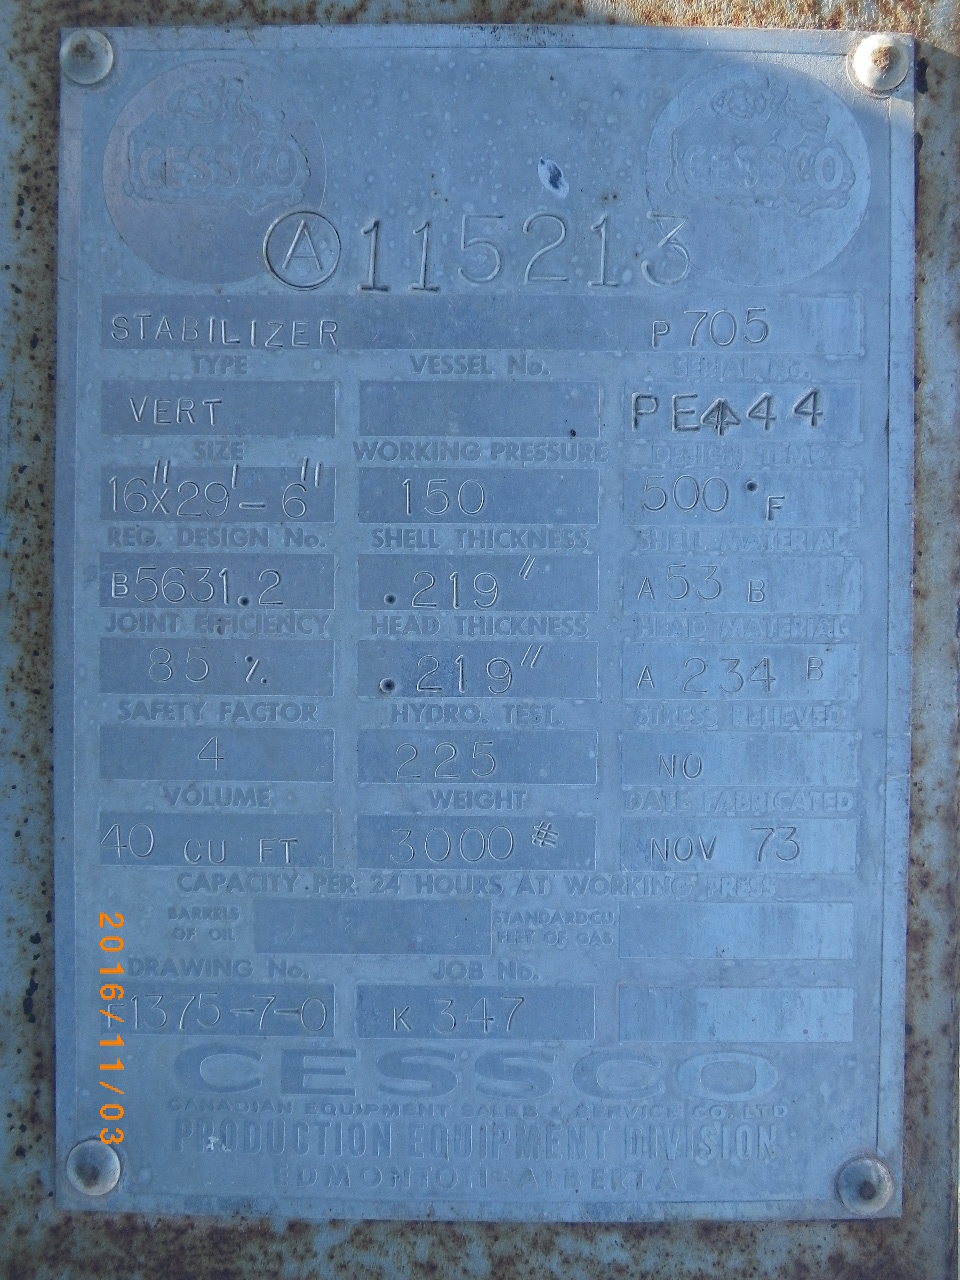 CESSCO CESSCO
A 115213
STABILIZER P 705
TYPE VESSEL No. SERIAL NO.
VERT PE444
SIZE WORKING PRESSURE DESIGN TEMP.
16"X29'-6" 150 500°F
REG. DESIGN No. SHELL THICKNESS SHELL MATERIAL
B5631.2 .219" A 53 B
JOINT EFFICIENCY HEAD THICKNESS HEAD MATERIAL
85 % .219" A 234 B
SAFETY FACTOR HYDRO. TEST. STRESS RELIEVED
4 225 NO
VOLUME WEIGHT DATE FABRICATED
40 CU FT 3000 # NOV 73
CAPACITY PER 24 HOURS, AT WORKING PRESS.
BARRELS OF OIL STANDARD CU. FEET OF GAS
DRAWING No. JOB No.
F1375-7-0 K 347
CESSCO
CANADIAN EQUIPMENT SALES & SERVICE CO. LTD
PRODUCTION EQUIPMENT DIVISION
EDMONTON - ALBERTA
2016/11/03